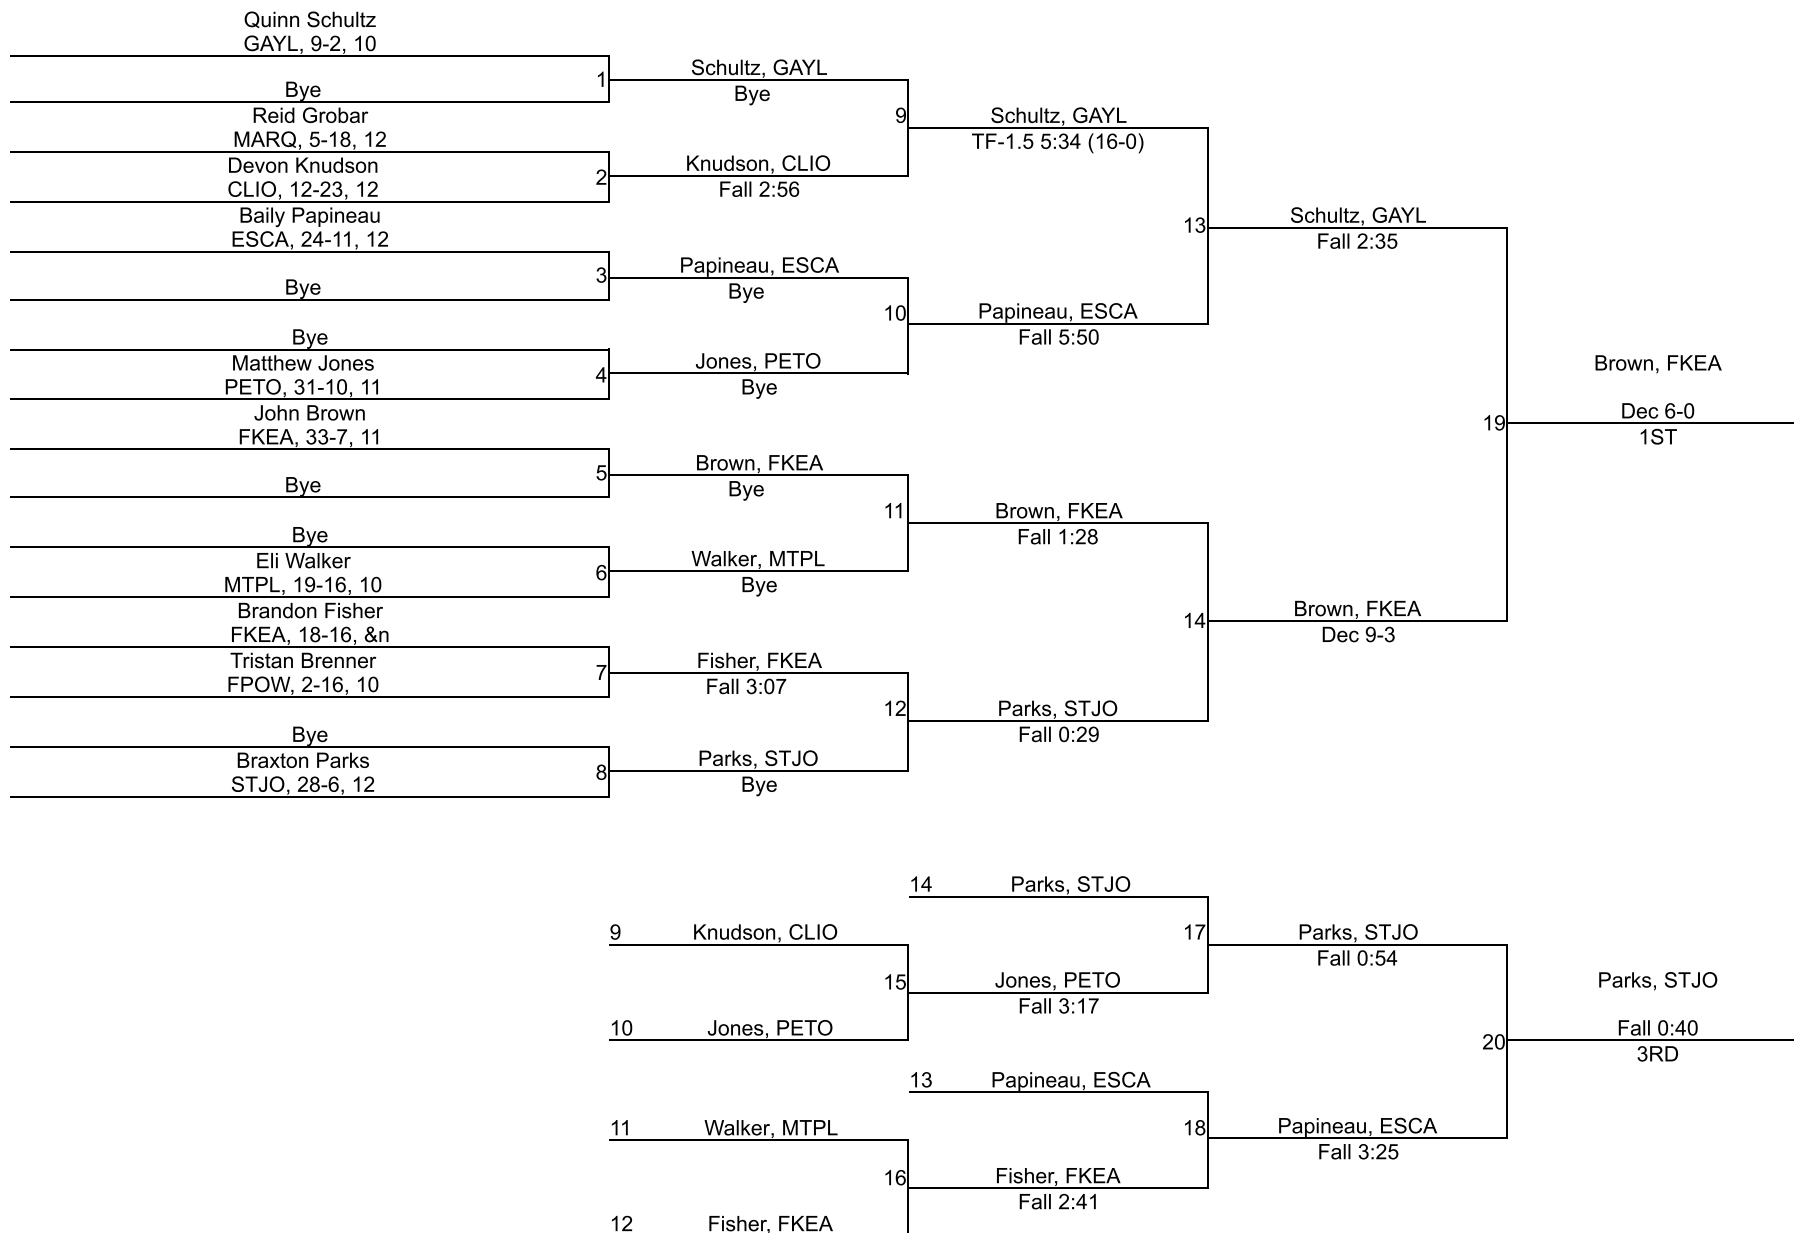 Quinn Schultz
GAYL, 9-2, 10
Bye
1
Reid Grobar
MARQ, 5-18, 12
Devon Knudson
CLIO, 12-23, 12
2
Baily Papineau
ESCA, 24-11, 12
Bye
3
Bye
Matthew Jones
PETO, 31-10, 11
4
John Brown
FKEA, 33-7, 11
Bye
5
Bye
Eli Walker
MTPL, 19-16, 10
6
Brandon Fisher
FKEA, 18-16, &n
Tristan Brenner
FPOW, 2-16, 10
7
Bye
Braxton Parks
STJO, 28-6, 12
8
Schultz, GAYL
Bye
9
Knudson, CLIO
Fall 2:56
Papineau, ESCA
Bye
10
Jones, PETO
Bye
Brown, FKEA
Bye
11
Walker, MTPL
Bye
Fisher, FKEA
Fall 3:07
12
Parks, STJO
Bye
Schultz, GAYL
TF-1.5 5:34 (16-0)
13
Papineau, ESCA
Fall 5:50
Brown, FKEA
Fall 1:28
14
Parks, STJO
Fall 0:29
Schultz, GAYL
Fall 2:35
19
Brown, FKEA
Dec 9-3
Brown, FKEA
Dec 6-0
1ST
9
Knudson, CLIO
15
10
Jones, PETO
11
Walker, MTPL
16
12
Fisher, FKEA
14
Parks, STJO
17
Jones, PETO
Fall 3:17
13
Papineau, ESCA
18
Fisher, FKEA
Fall 2:41
Parks, STJO
Fall 0:54
20
Papineau, ESCA
Fall 3:25
Parks, STJO
Fall 0:40
3RD